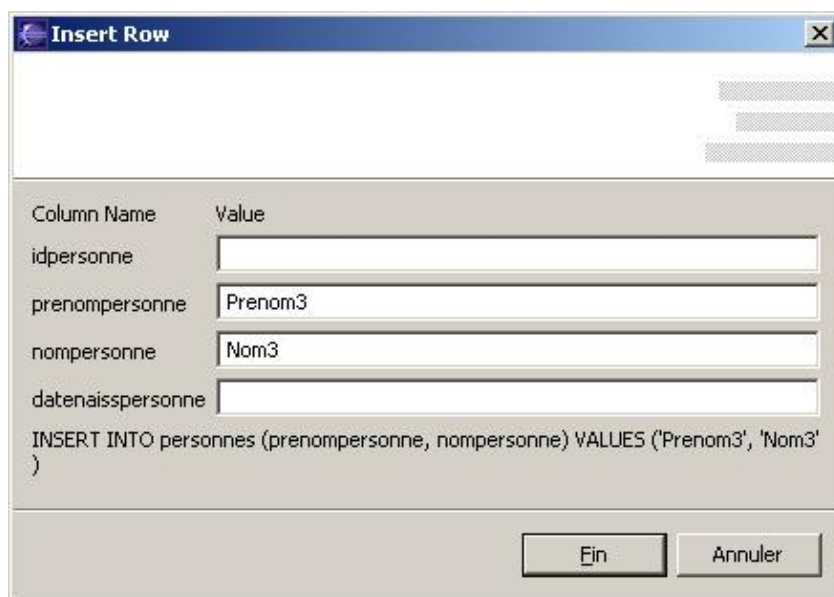 Insert Row
Column Name Value
idpersonne
prenompersonne Prenom3
nompersonne Nom3
datenaisspersonne
INSERT INTO personnes (prenompersonne, nompersonne) VALUES ('Prenom3', 'Nom3'
)
Fin Annuler